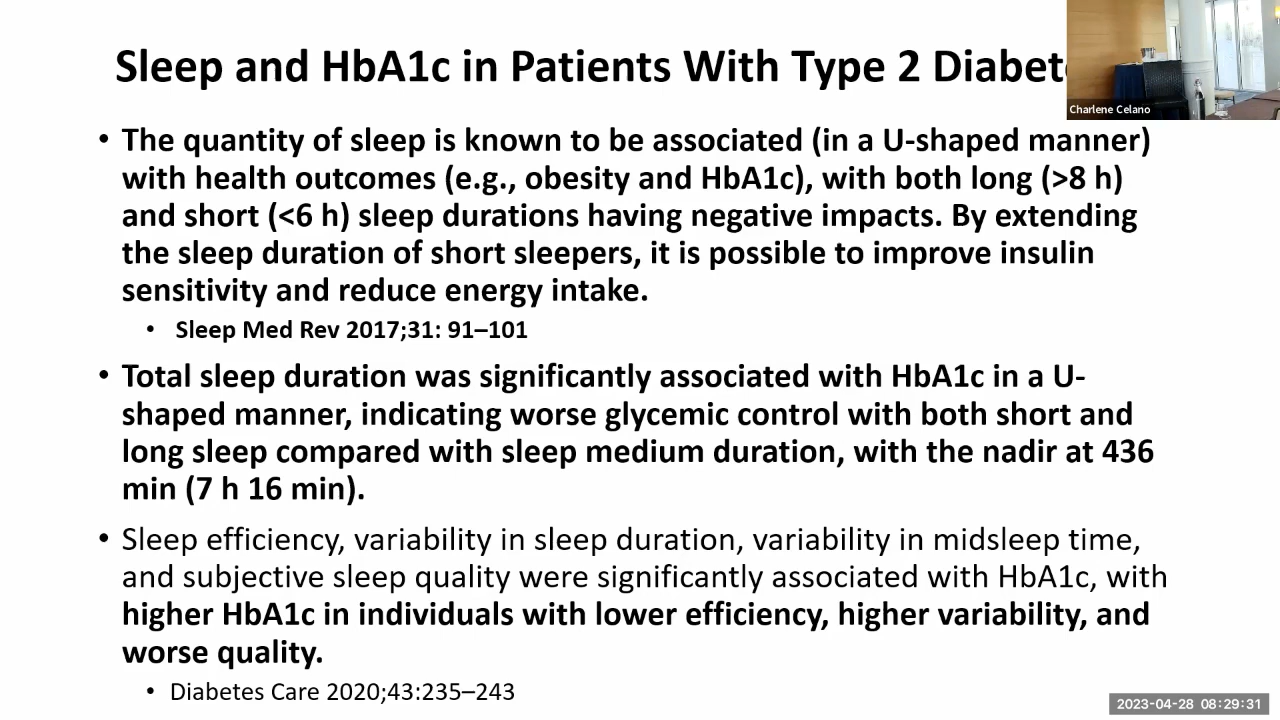 Sleep and HbA1c in Patients With Type 2
Charlene Celano
• The quantity of sleep is known to be associated (in a U-shaped manner)
with health outcomes (e.g., obesity and HbA1c), with both long (>8 h)
and short (<6 h) sleep durations having negative impacts. By extending
the sleep duration of short sleepers, it is possible to improve insulin
sensitivity and reduce energy intake.
• Sleep Med Rev 2017;31: 91–101
• Total sleep duration was significantly associated with HbA1c in a U-
shaped manner, indicating worse glycemic control with both short and
long sleep compared with sleep medium duration, with the nadir at 436
min (7 h 16 min).
• Sleep efficiency, variability in sleep duration, variability in midsleep time,
and subjective sleep quality were significantly associated with HbA1c, with
higher HbA1c in individuals with lower efficiency, higher variability, and
worse quality.
• Diabetes Care 2020;43:235–243
2023-04-28 08:29:31